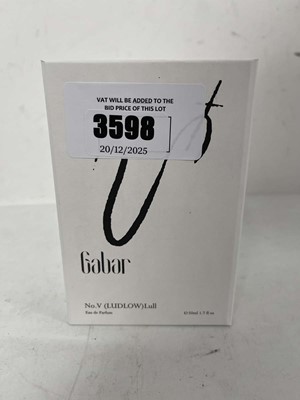 VAT WILL BE ADDED TO THE
BID PRICE OF THIS LOT
3598
20/12/2025
Gabar
No.V (LUDLOW)Lull
Eau de Parfum